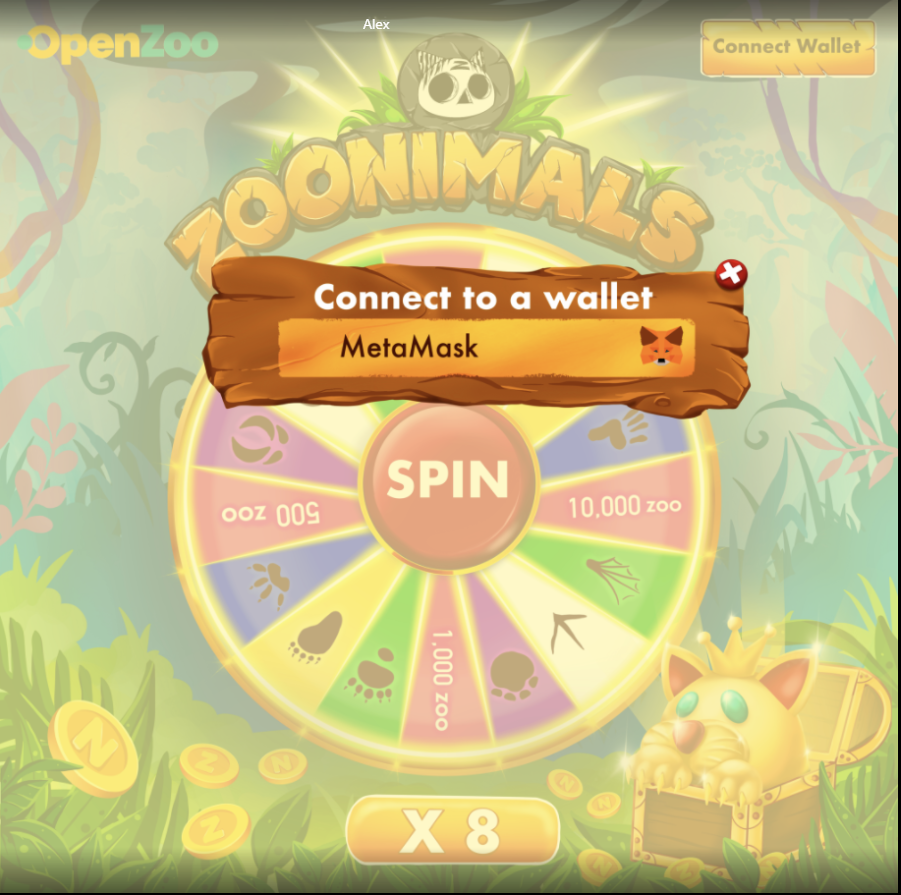 Alex
OpenZoo
Connect Wallet
ZOONIMALS
Connect to a wallet
MetaMask
SPIN
500 ZOO
10,000 ZOO
1,000 ZOO
X 8